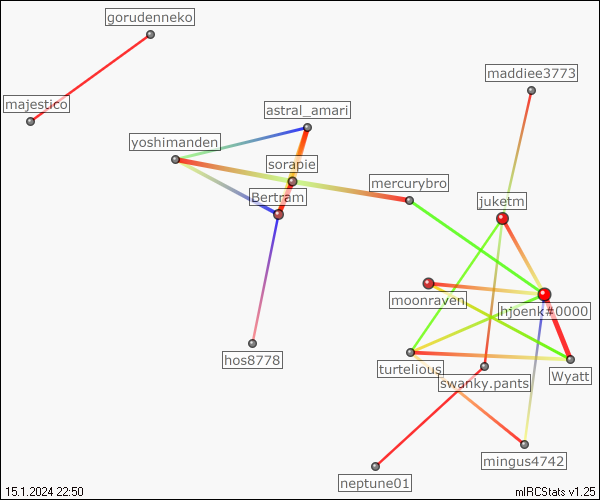 gorudenneko
maddiee3773
majestico
astral_amari
yoshimanden
sorapie
mercurybro
Bertram
juketm
moonraven
hjoenk#0000
hos8778
turtelious
swanky.pants
Wyatt
mingus4742
neptune01
15.1.2024 22:50
mIRCStats v1.25